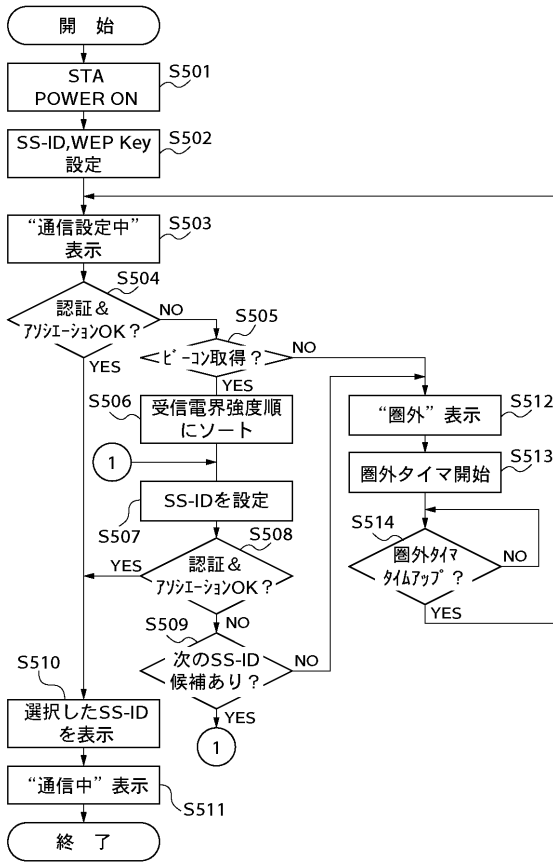 開 始
S501
STA
POWER ON
S502
SS-ID,WEP Key
設定
S503
“通信設定中”
表示
S504
認証＆
ｱｿｼｴｰｼｮﾝOK？
NO
YES
S505
ﾋﾞｰｺﾝ取得？
NO
YES
S506
受信電界強度順
にソート
1
S507
SS-IDを設定
S508
認証＆
ｱｿｼｴｰｼｮﾝOK？
YES
NO
S509
次のSS-ID
候補あり？
NO
YES
1
S510
選択したSS-ID
を表示
S511
“通信中” 表示
終 了
S512
“圏外” 表示
S513
圏外タイマ開始
S514
圏外ﾀｲﾏ
ﾀｲﾑｱｯﾌﾟ？
NO
YES